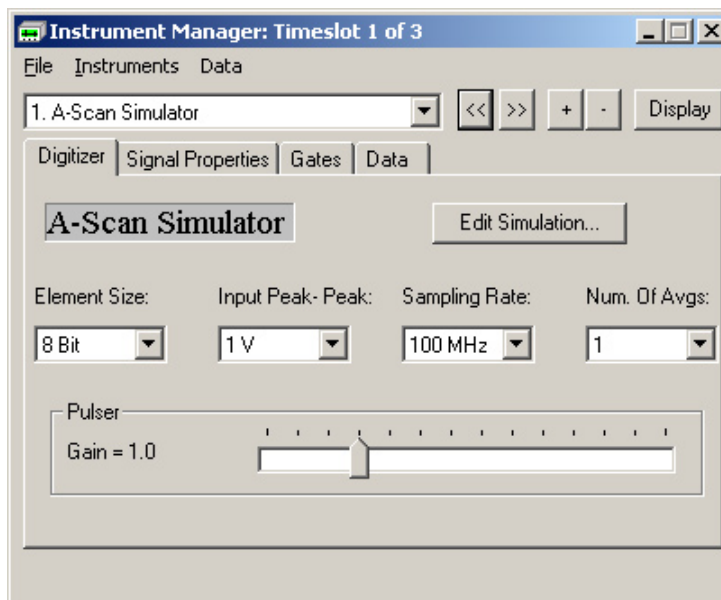 Instrument Manager: Timeslot 1 of 3
File Instruments Data
1. A-Scan Simulator << >> + - Display
Digitizer Signal Properties Gates Data
A-Scan Simulator Edit Simulation...
Element Size: Input Peak- Peak: Sampling Rate: Num. Of Avgs:
8 Bit 1 V 100 MHz 1
Pulser
Gain = 1.0